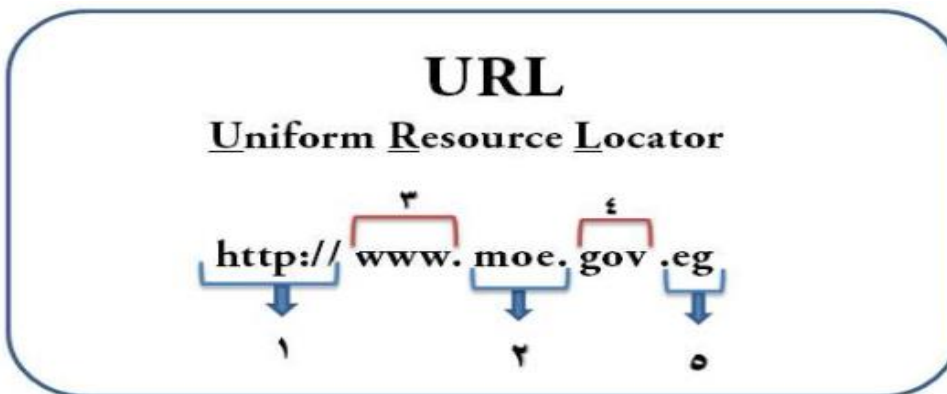 URL
Uniform Resource Locator
٣ ٤
http:// www. moe. gov .eg
١ ٢ ٥